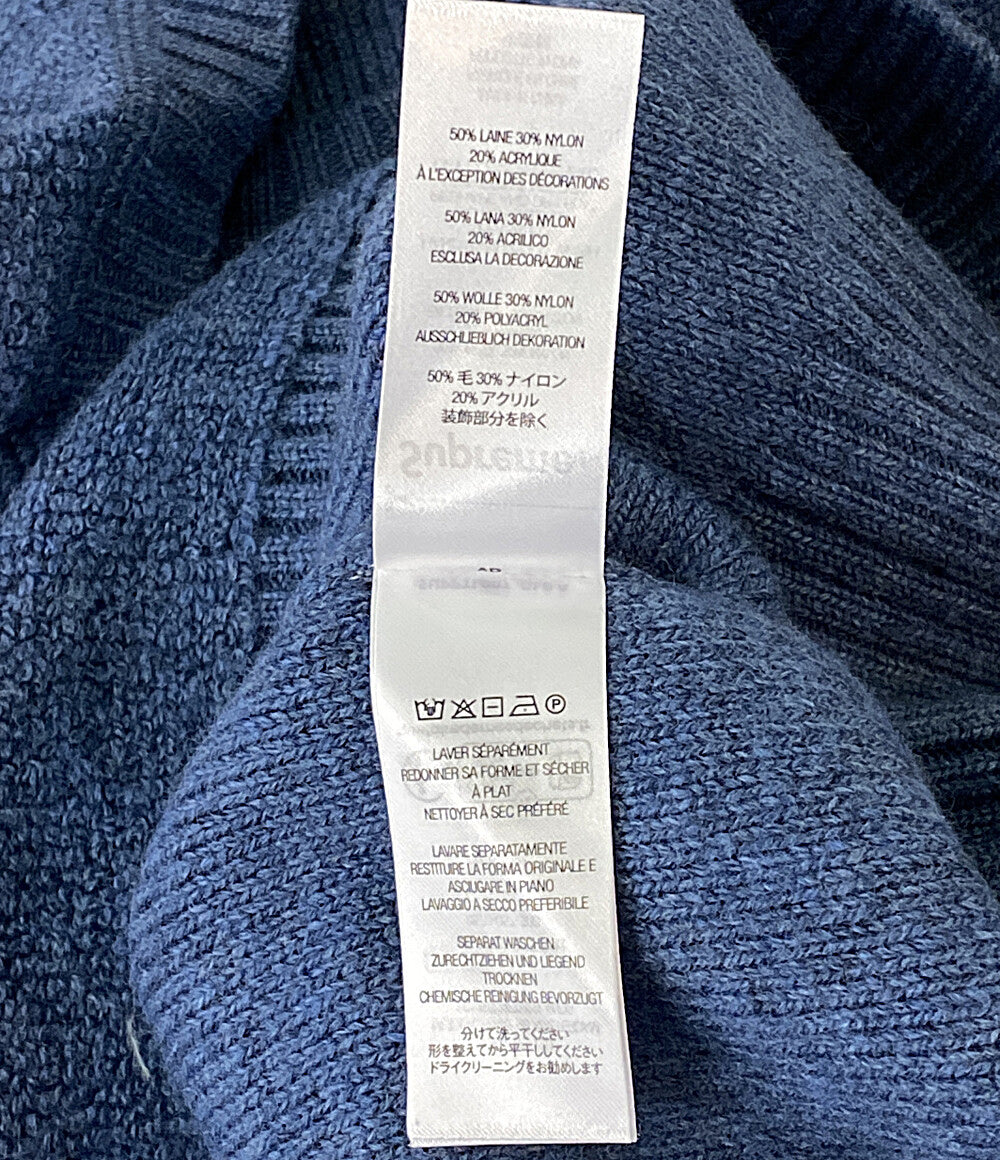 50% LAINE 30% NYLON
20% ACRYLIQUE
À L'EXCEPTION DES DÉCORATIONS
50% LANA 30% NYLON
20% ACRILICO
ESCLUSA LA DECORAZIONE
50% WOLLE 30% NYLON
20% POLYACRYL
AUSSCHLIEBLICH DEKORATION
50% 毛 30% ナイロン
20% アクリル
装飾部分を除く
Supreme
P
LAVER SÉPARÉMENT
REDONNER SA FORME ET SÉCHER
À PLAT
NETTOYER À SEC PRÉFÉRÉ
LAVARE SEPARATAMENTE
RESTITUIRE LA FORMA ORIGINALE E
ASCIUGARE IN PIANO
LAVAGGIO A SECCO PREFERIBILE
SEPARAT WASCHEN
ZURECHTZIEHEN UND LIEGEND
TROCKNEN
CHEMISCHE REINIGUNG BEVORZUGT
分けて洗ってください
形を整えてから平干ししてください
ドライクリーニングをお勧めします